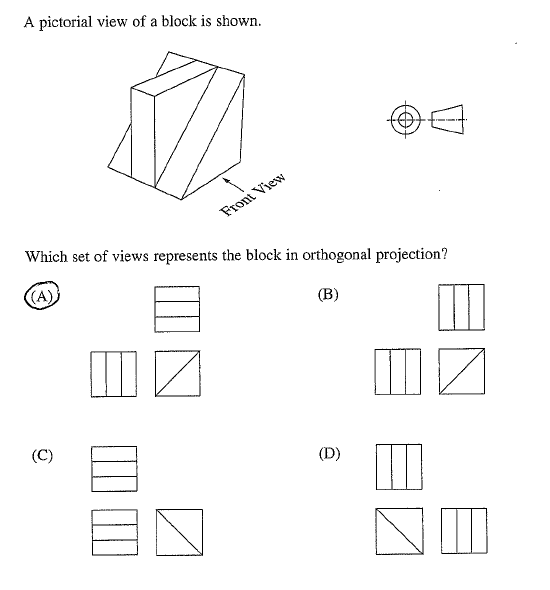 A pictorial view of a block is shown.
Front View
Which set of views represents the block in orthogonal projection?
(A)
(B)
(C)
(D)